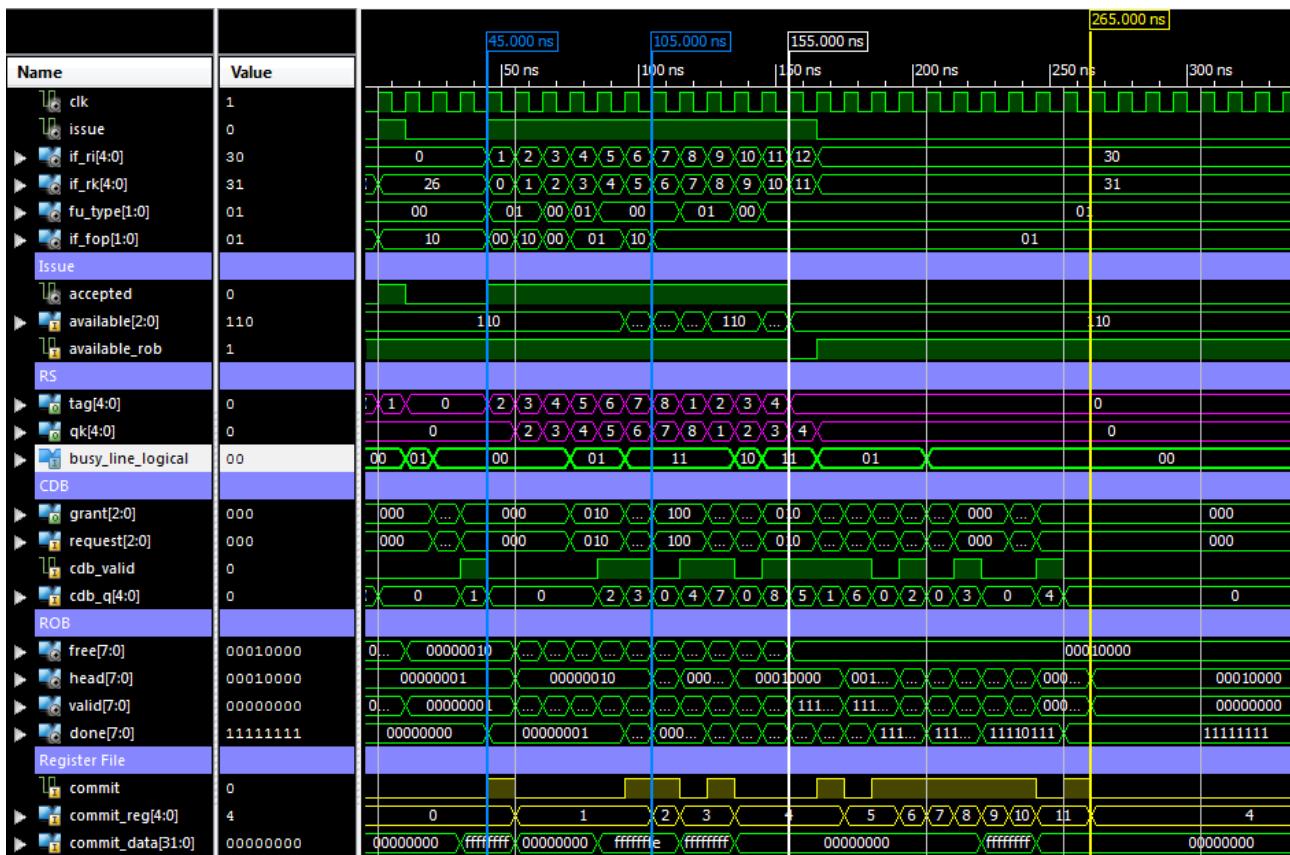 265.000 ns
45.000 ns 105.000 ns 155.000 ns
Name Value 50 ns 100 ns 150 ns 200 ns 250 ns 300 ns
clk 1
issue 0
if_ri[4:0] 30 0 1 2 3 4 5 6 7 8 9 10 11 12 30
if_rk[4:0] 31 26 0 1 2 3 4 5 6 7 8 9 10 11 31
fu_type[1:0] 01 00 01 00 01 00 01 00 01
if_fop[1:0] 01 10 00 10 00 01 10 01
Issue
accepted 0
available[2:0] 110 110 ... ... ... 110 ... 110
available_rob 1
RS
tag[4:0] 0 1 0 2 3 4 5 6 7 8 1 2 3 4 0
qk[4:0] 0 0 2 3 4 5 6 7 8 1 2 3 4 0
busy_line_logical 00 00 01 00 01 11 10 11 01 00
CDB
grant[2:0] 000 000 ... 000 010 ... 100 ... ... 010 ... ... ... ... ... 000 ... 000
request[2:0] 000 000 ... 000 010 ... 100 ... ... 010 ... ... ... ... ... 000 ... 000
cdb_valid 0
cdb_q[4:0] 0 0 1 0 2 3 0 4 7 0 8 5 1 6 0 2 0 3 0 4 0
ROB
free[7:0] 00010000 0... 00000010 ... ... ... ... ... ... ... ... ... ... 00010000
head[7:0] 00010000 00000001 00000010 ... 000... 00010000 001... ... ... ... ... ... 000... 00010000
valid[7:0] 00000000 0... 00000001 ... ... ... ... ... ... ... ... ... ... 111... 111... ... ... ... ... ... 000... 00000000
done[7:0] 11111111 00000000 00000001 ... 000... ... ... ... ... ... ... 111... 111... 11110111 11111111
Register File
commit 0
commit_reg[4:0] 4 0 1 2 3 4 5 6 7 8 9 10 11 4
commit_data[31:0] 00000000 00000000 ffffffff 00000000 fffffffe ffffffff 00000000 ffffffff 00000000